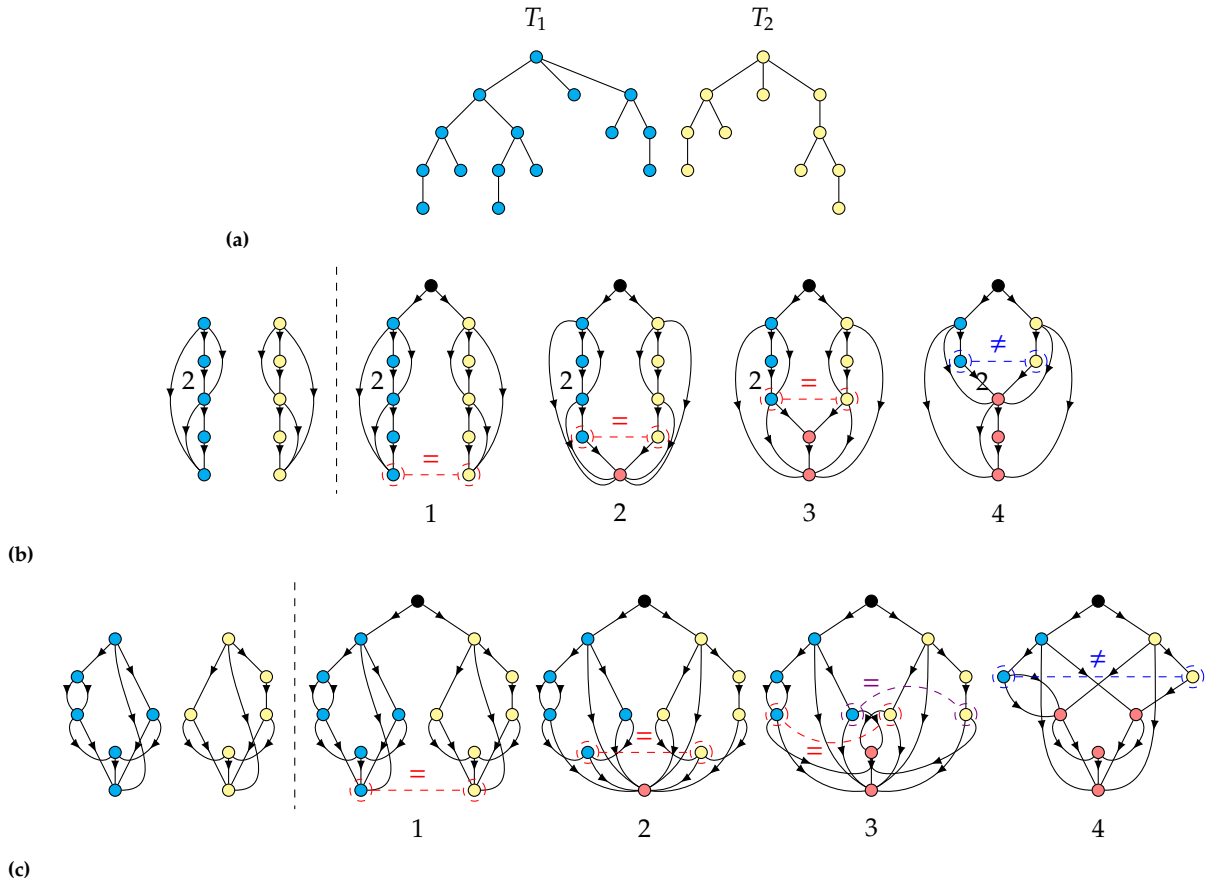 T₁ T₂
(a)
2 2 2 2 ≠ 2
= = =
1 2 3 4
(b)
= = = = ≠
1 2 3 4
(c)